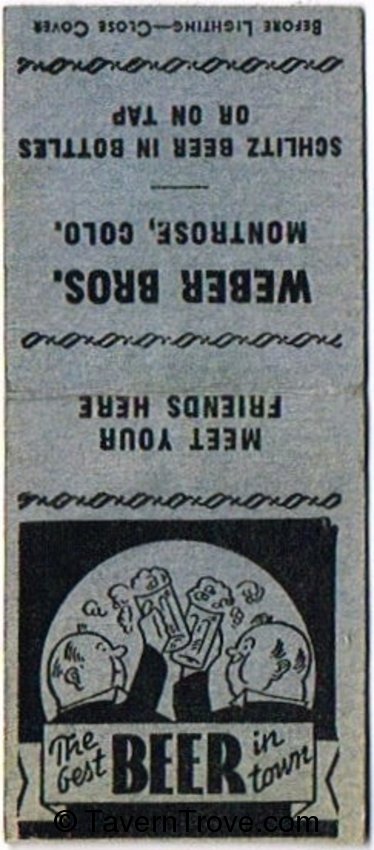 BEFORE LIGHTING—CLOSE COVER
SCHLITZ BEER IN BOTTLES
OR ON TAP
WEBER BROS.
MONTROSE, COLO.
MEET YOUR
FRIENDS HERE
The best BEER in town
© TavernTrove.com